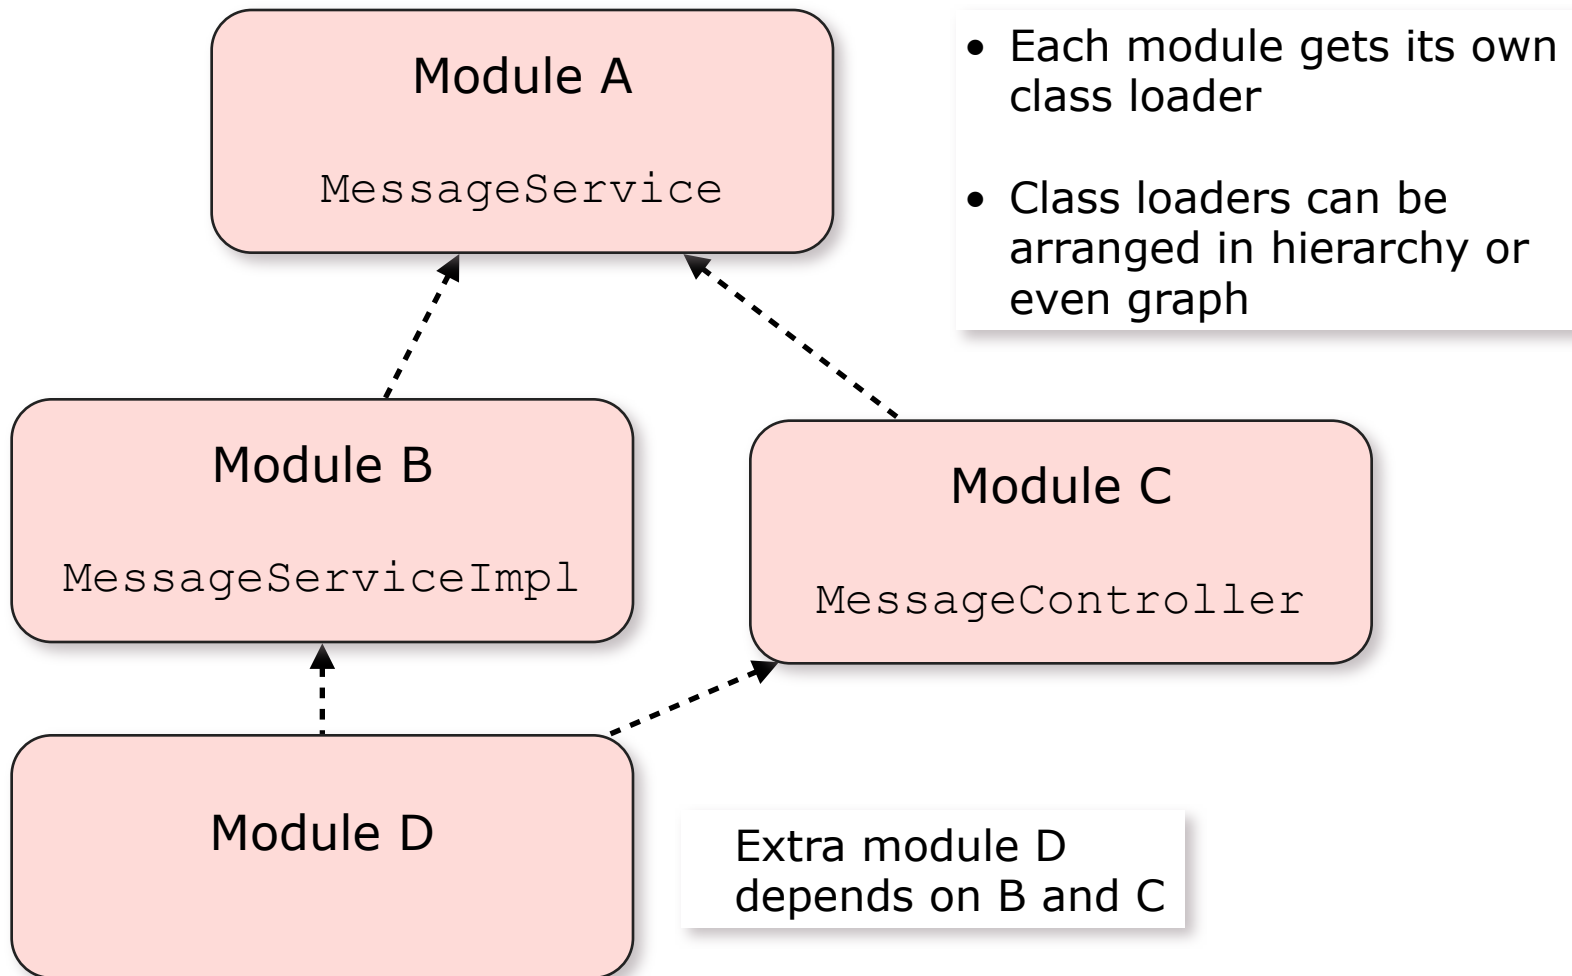 Module A
MessageService
• Each module gets its own
class loader
• Class loaders can be
arranged in hierarchy or
even graph
Module B
MessageServiceImpl
Module C
MessageController
Module D
Extra module D
depends on B and C